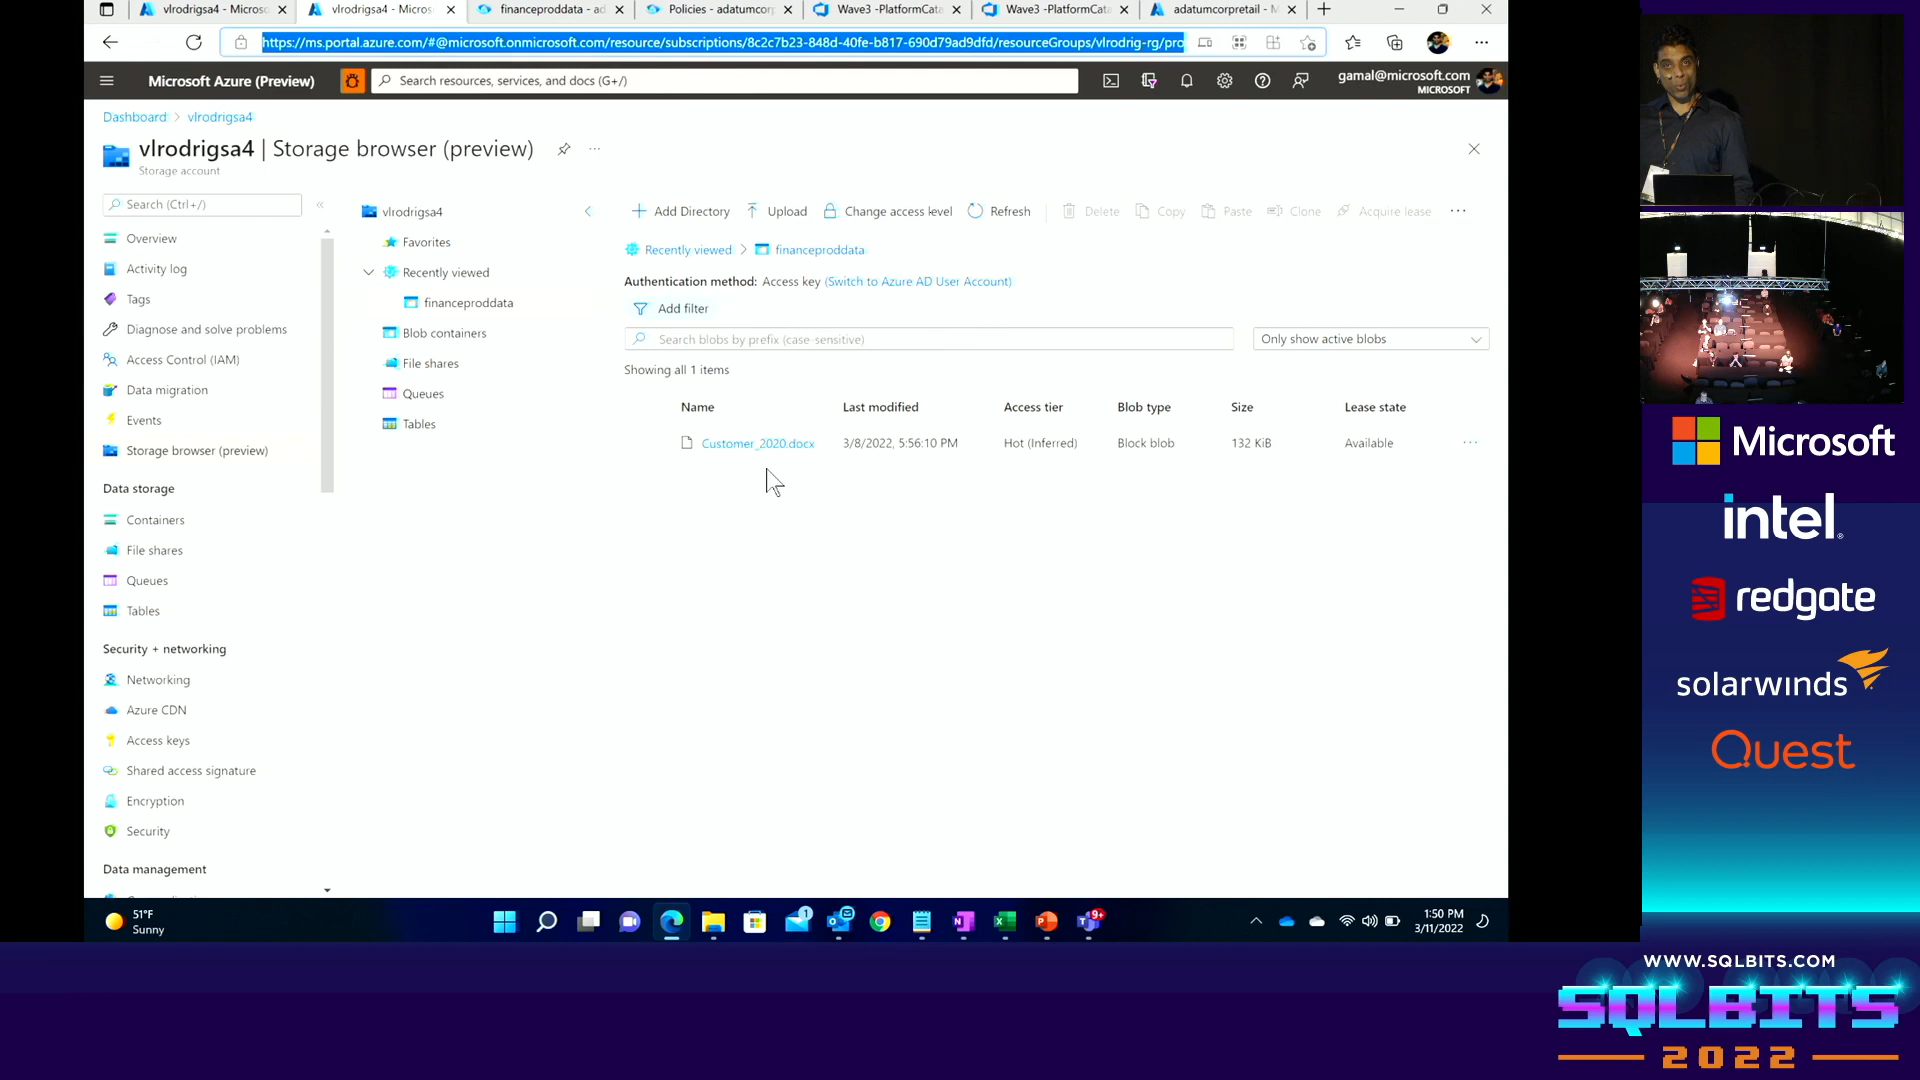 vlrodrigsa4 - Micros
vlrodrigsa4 - Micros
financeproddata - ad
Policies - adatumcorp
Wave3 -PlatformCata
Wave3 -PlatformCata
adatumcorpretail - M
https://ms.portal.azure.com/#@microsoft.onmicrosoft.com/resource/subscriptions/8c2c7b23-848d-40fe-b817-690d79ad9dfd/resourceGroups/vlrodrig-rg/pro
Microsoft Azure (Preview)
Search resources, services, and docs (G+/)
gamal@microsoft.com
MICROSOFT
Dashboard > vlrodrigsa4
vlrodrigsa4 | Storage browser (preview)
Storage account
Search (Ctrl+/)
Overview
Activity log
Tags
Diagnose and solve problems
Access Control (IAM)
Data migration
Events
Storage browser (preview)
Data storage
Containers
File shares
Queues
Tables
Security + networking
Networking
Azure CDN
Access keys
Shared access signature
Encryption
Security
Data management
vlrodrigsa4
Favorites
Recently viewed
financeproddata
Blob containers
File shares
Queues
Tables
Add Directory
Upload
Change access level
Refresh
Delete
Copy
Paste
Clone
Acquire lease
Recently viewed > financeproddata
Authentication method: Access key (Switch to Azure AD User Account)
Add filter
Search blobs by prefix (case-sensitive)
Only show active blobs
Showing all 1 items
Name Last modified Access tier Blob type Size Lease state
Customer_2020.docx 3/8/2022, 5:56:10 PM Hot (Inferred) Block blob 132 KiB Available
51°F
Sunny
1
9+
1:50 PM
3/11/2022
Microsoft
intel
redgate
solarwinds
Quest
WWW.SQLBITS.COM
SQLBITS
2022